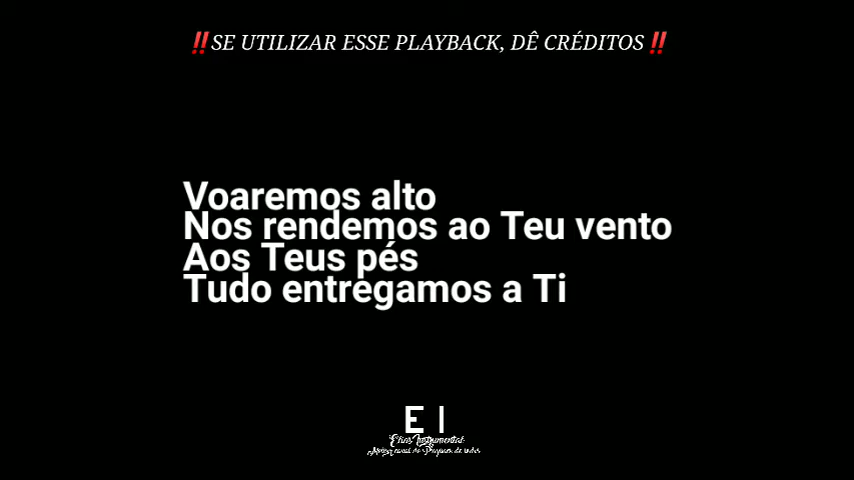 ‼SE UTILIZAR ESSE PLAYBACK, DÊ CRÉDITOS‼
Voaremos alto
Nos rendemos ao Teu vento
Aos Teus pés
Tudo entregamos a Ti
E I